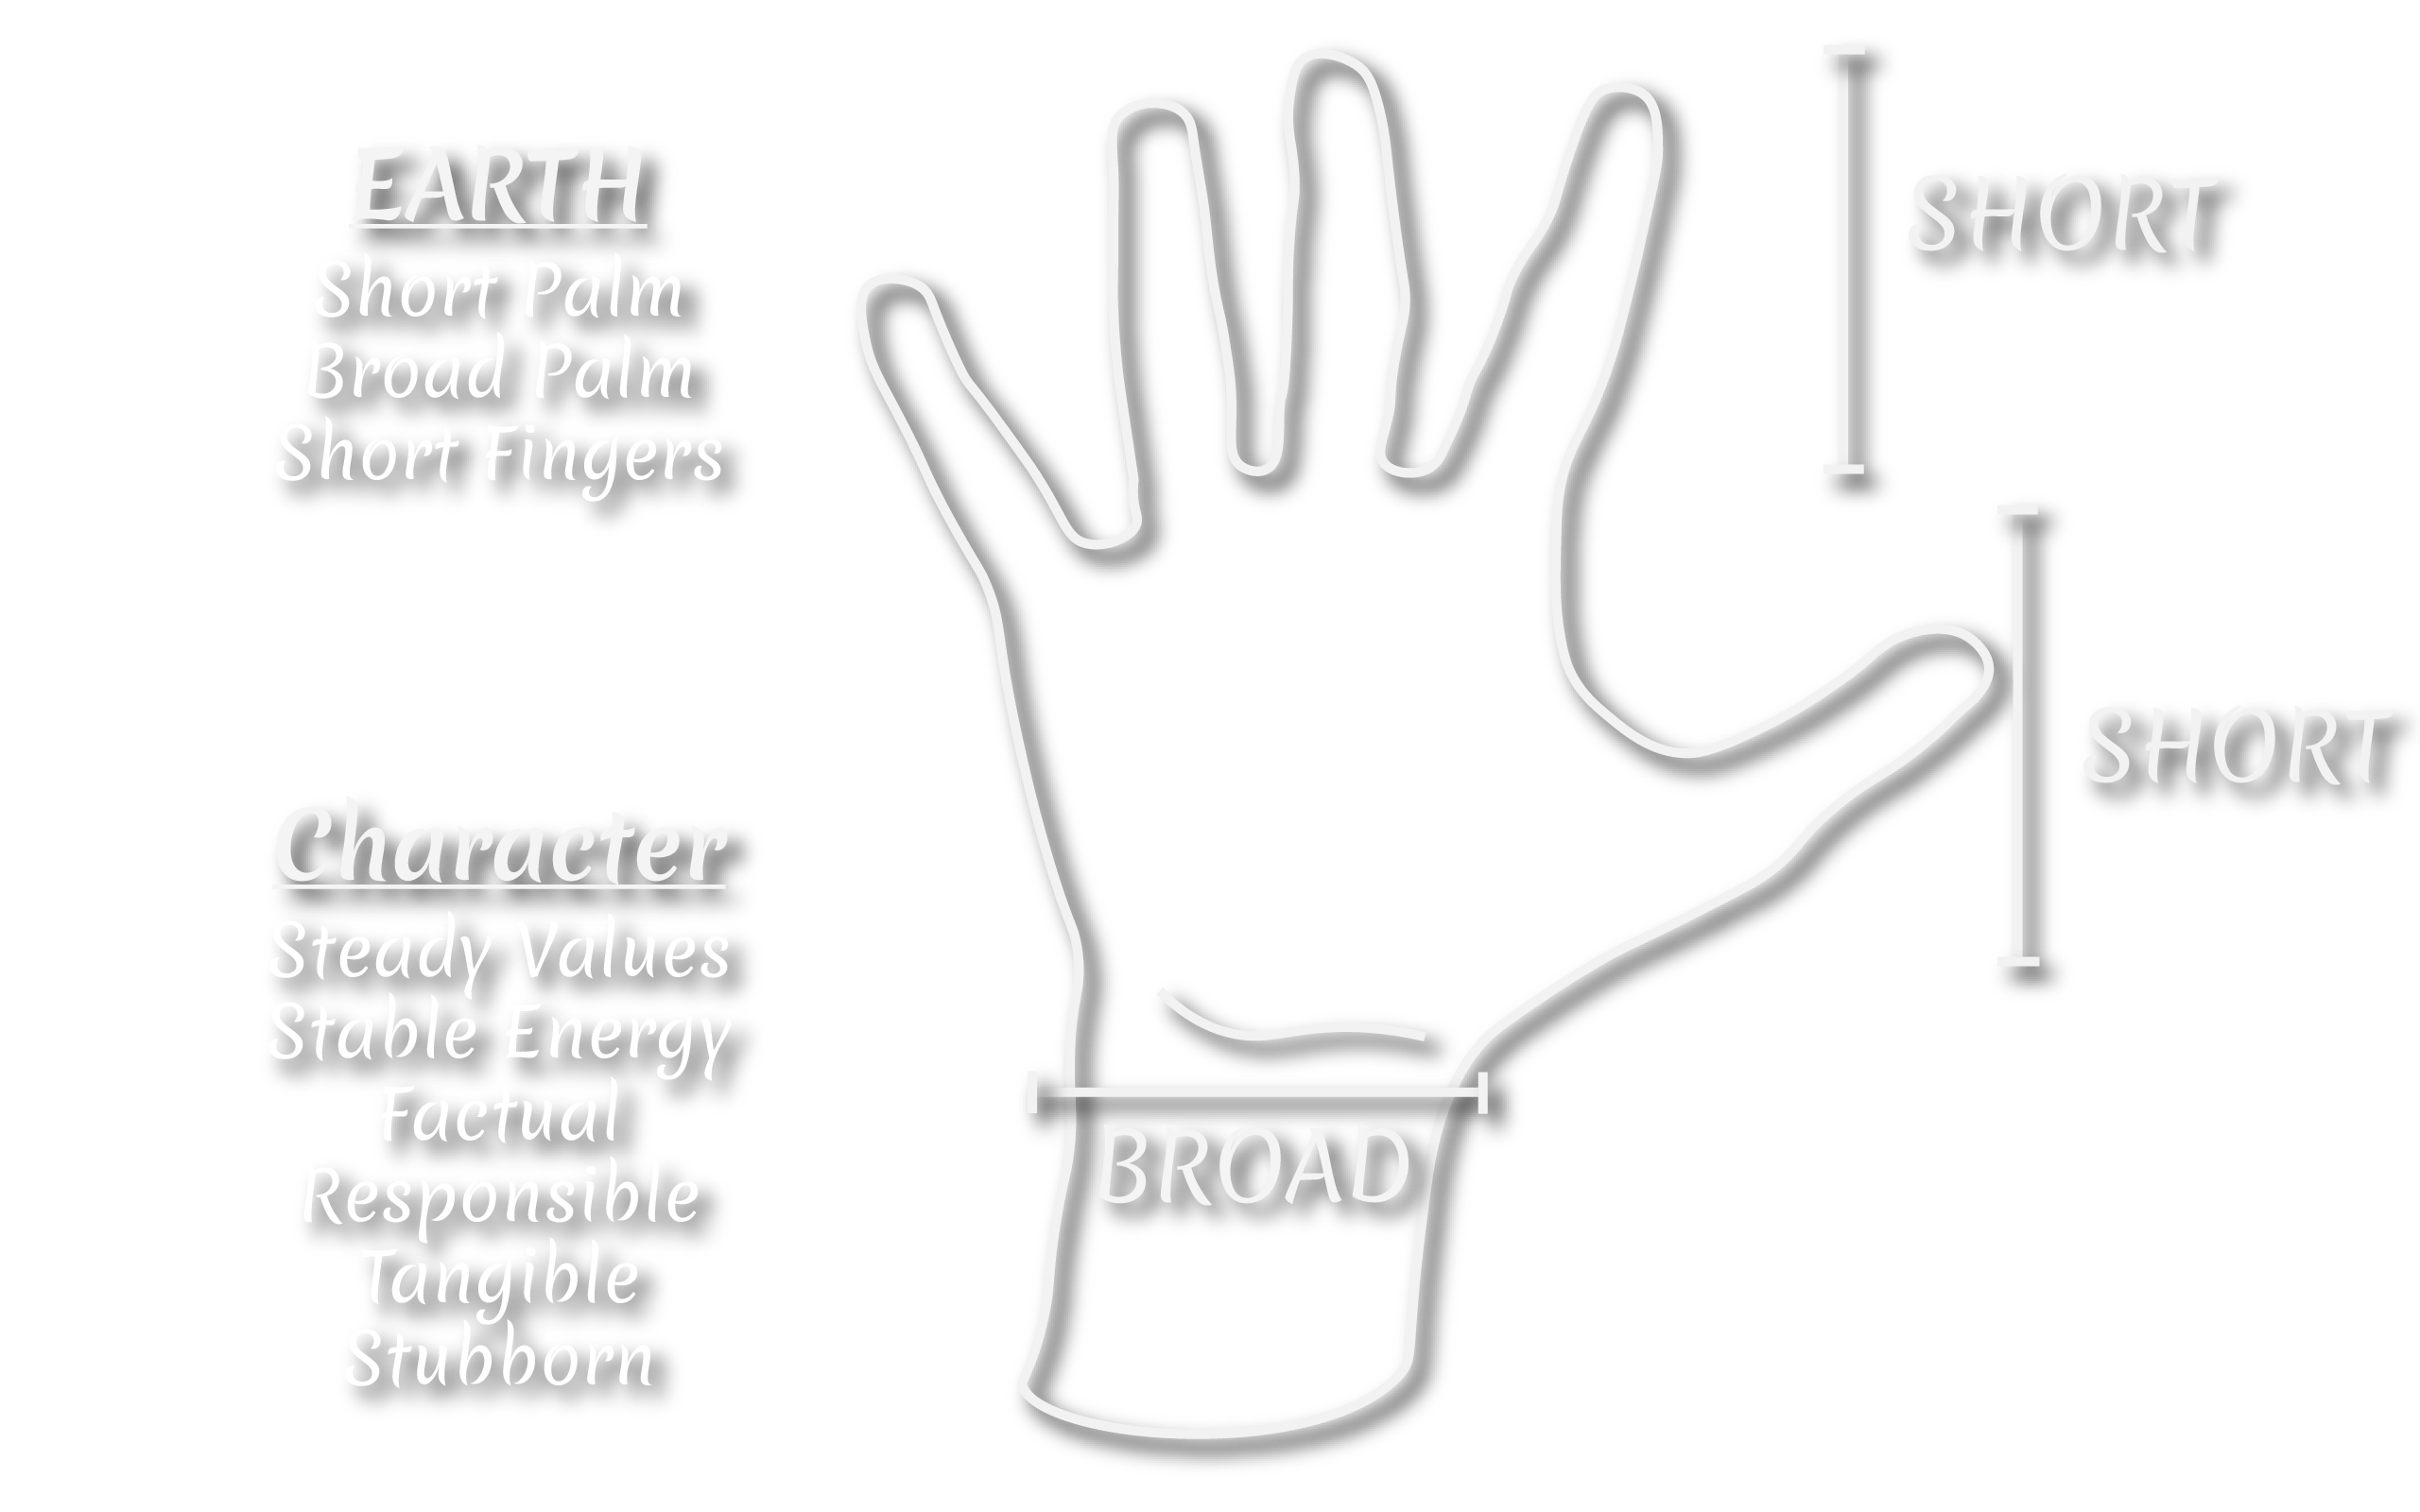 EARTH
Short Palm
Broad Palm
Short Fingers
Character
Steady Values
Stable Energy
Factual
Responsible
Tangible
Stubborn
SHORT
SHORT
BROAD